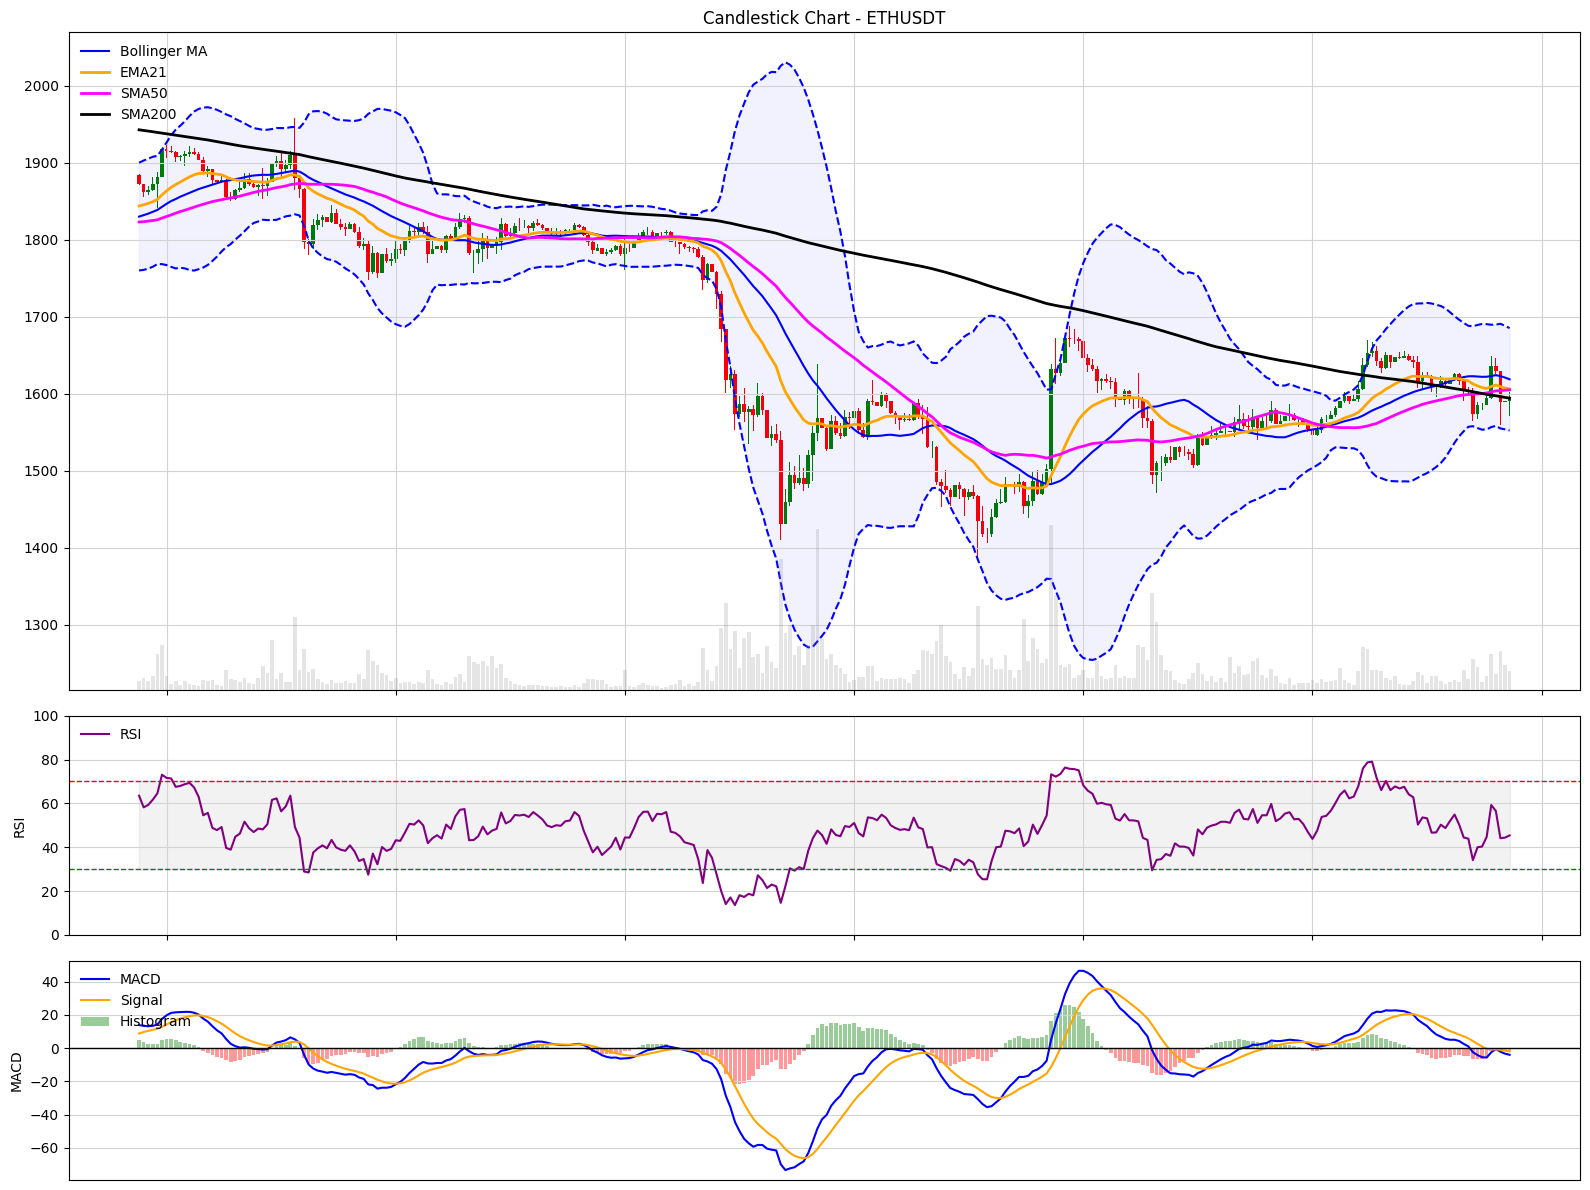 Candlestick Chart - ETHUSDT
Bollinger MA
EMA21
SMA50
SMA200
2000
1900
1800
1700
1600
1500
1400
1300
RSI
100
80
60
40
20
0
RSI
MACD
Signal
Histogram
40
20
0
−20
−40
−60
MACD